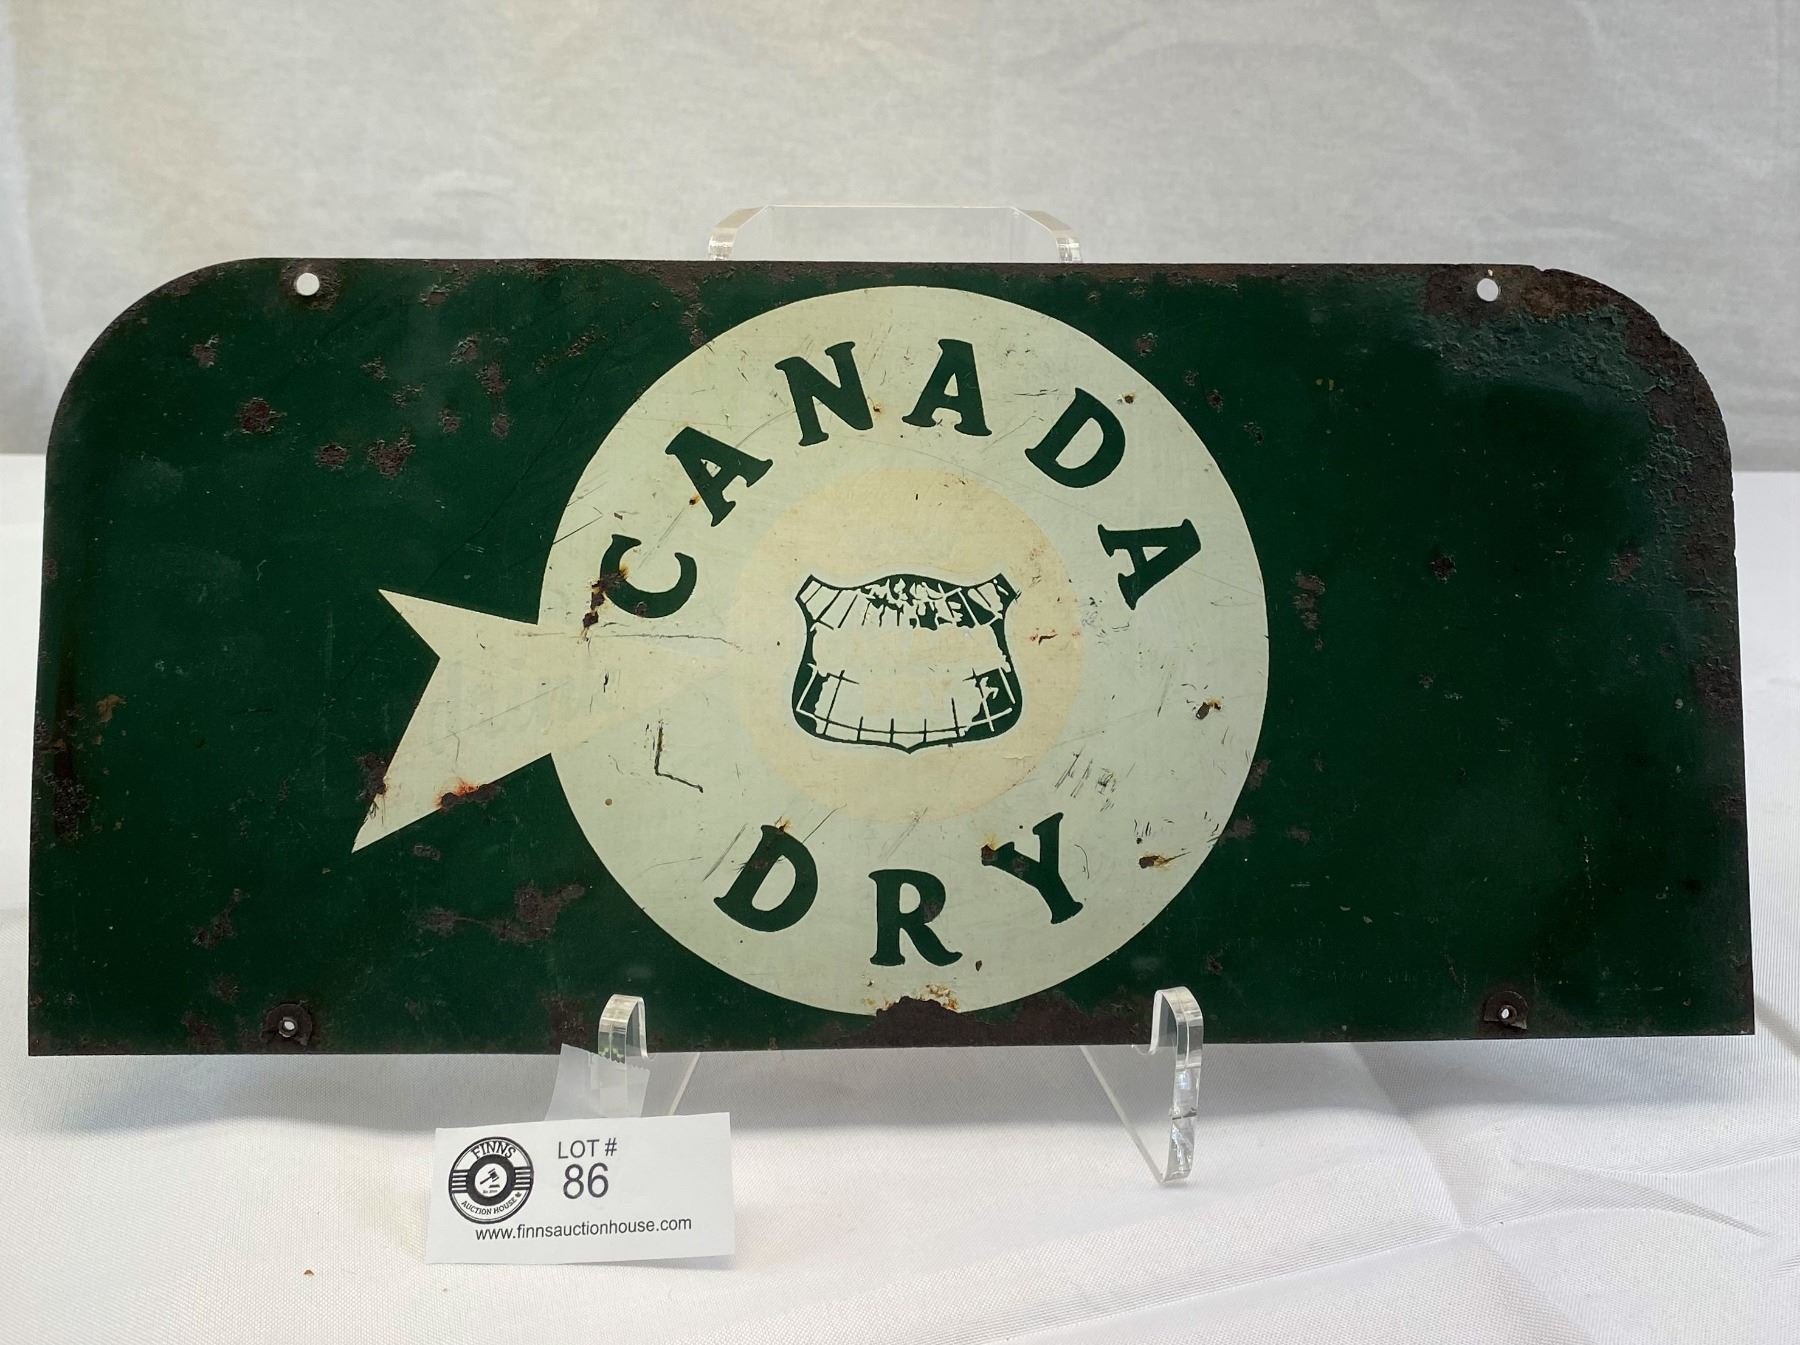 CANADA
DRY
FINNS
AUCTION HOUSE
LOT #
86
www.finnsauctionhouse.com